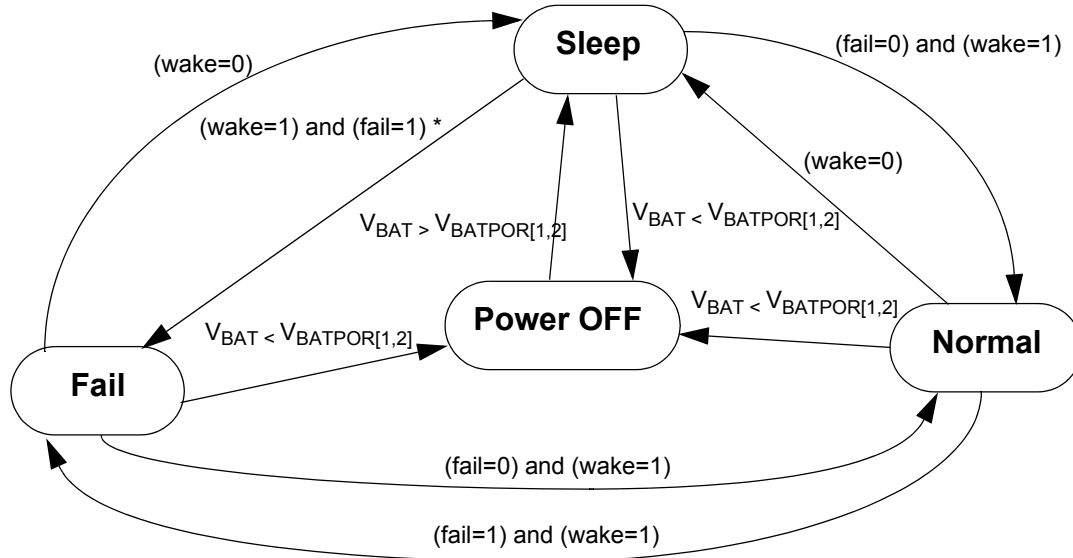 Sleep
(fail=0) and (wake=1)
(wake=0)
(wake=1) and (fail=1) *
(wake=0)
V_BAT > V_BATPOR[1,2]
V_BAT < V_BATPOR[1,2]
Power OFF
V_BAT < V_BATPOR[1,2]
Normal
V_BAT < V_BATPOR[1,2]
Fail
(fail=0) and (wake=1)
(fail=1) and (wake=1)